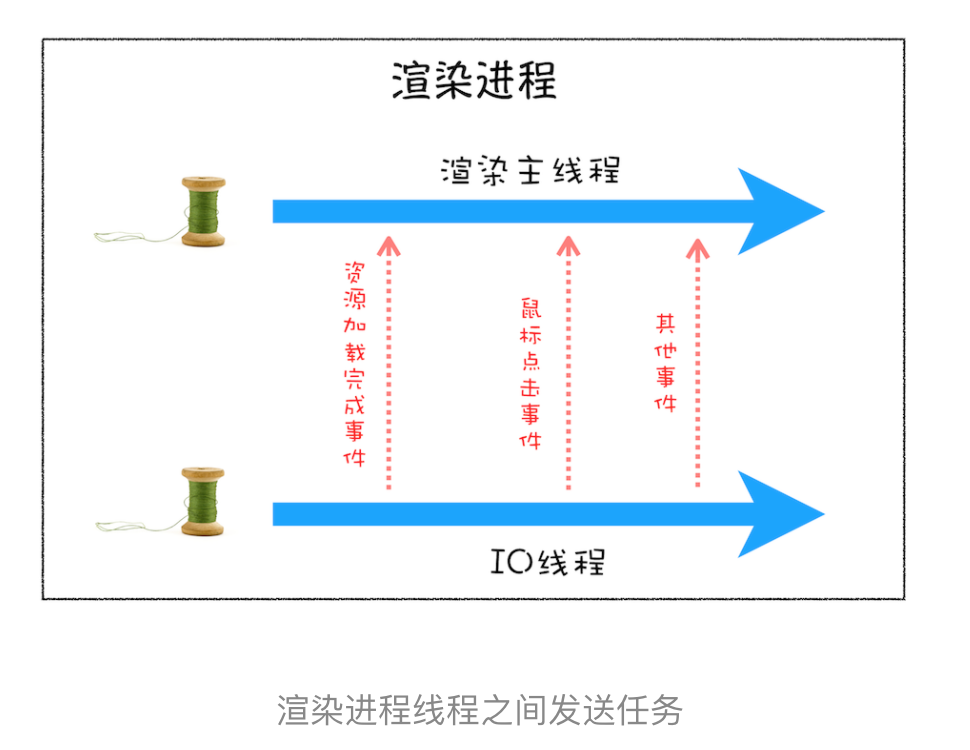 渲染进程
渲染主线程
资源加载完成事件
鼠标点击事件
其他事件
IO线程
渲染进程线程之间发送任务